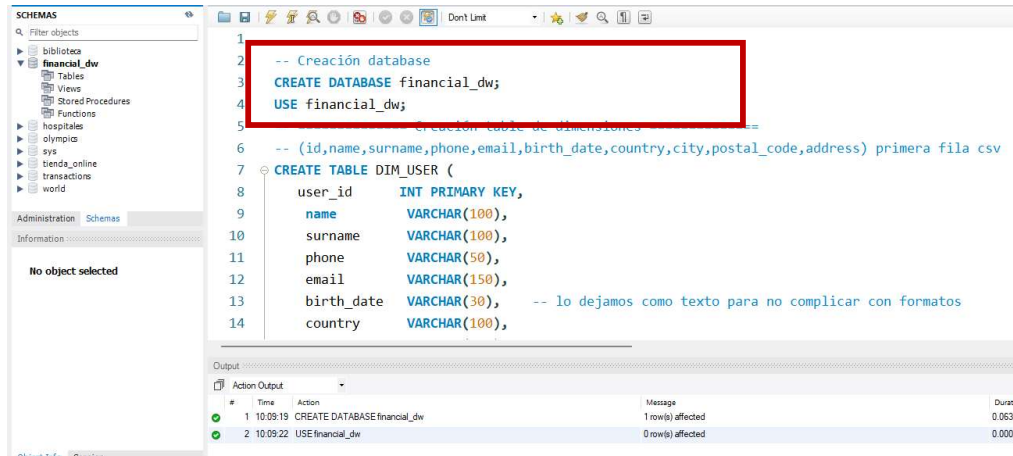 SCHEMAS
Filter objects
biblioteca
financial_dw
Tables
Views
Stored Procedures
Functions
hospitales
olympics
sys
tienda_online
transactions
world
Administration Schemas
Information
No object selected
Don't Limit
1
2 -- Creación database
3 CREATE DATABASE financial_dw;
4 USE financial_dw;
5 Creación table de dimensiones
6 -- (id,name,surname,phone,email,birth_date,country,city,postal_code,address) primera fila csv
7 CREATE TABLE DIM_USER (
8 user_id INT PRIMARY KEY,
9 name VARCHAR(100),
10 surname VARCHAR(100),
11 phone VARCHAR(50),
12 email VARCHAR(150),
13 birth_date VARCHAR(30), -- lo dejamos como texto para no complicar con formatos
14 country VARCHAR(100),
Output
Action Output
# Time Action Message Durat
1 10:09:19 CREATE DATABASE financial_dw 1 row(s) affected 0.063
2 10:09:22 USE financial_dw 0 row(s) affected 0.000